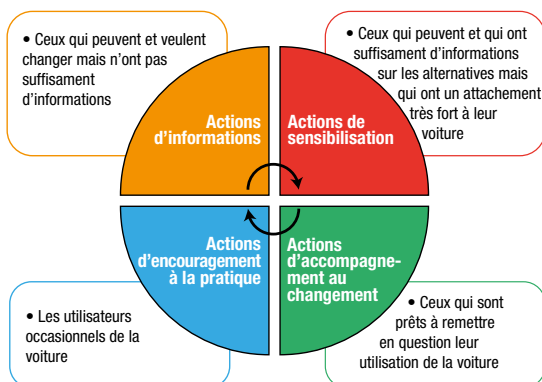 • Ceux qui peuvent et veulent
changer mais n'ont pas
suffisament
d'informations
• Ceux qui peuvent et qui ont
suffisament d'informations
sur les alternatives mais
qui ont un attachement
très fort à leur
voiture
Actions
d'informations
Actions de
sensibilisation
Actions
d'encouragement
à la pratique
Actions
d'accompagne-
ment au
changement
• Les utilisateurs
occasionnels de la
voiture
• Ceux qui sont
prêts à remettre
en question leur
utilisation de la voiture